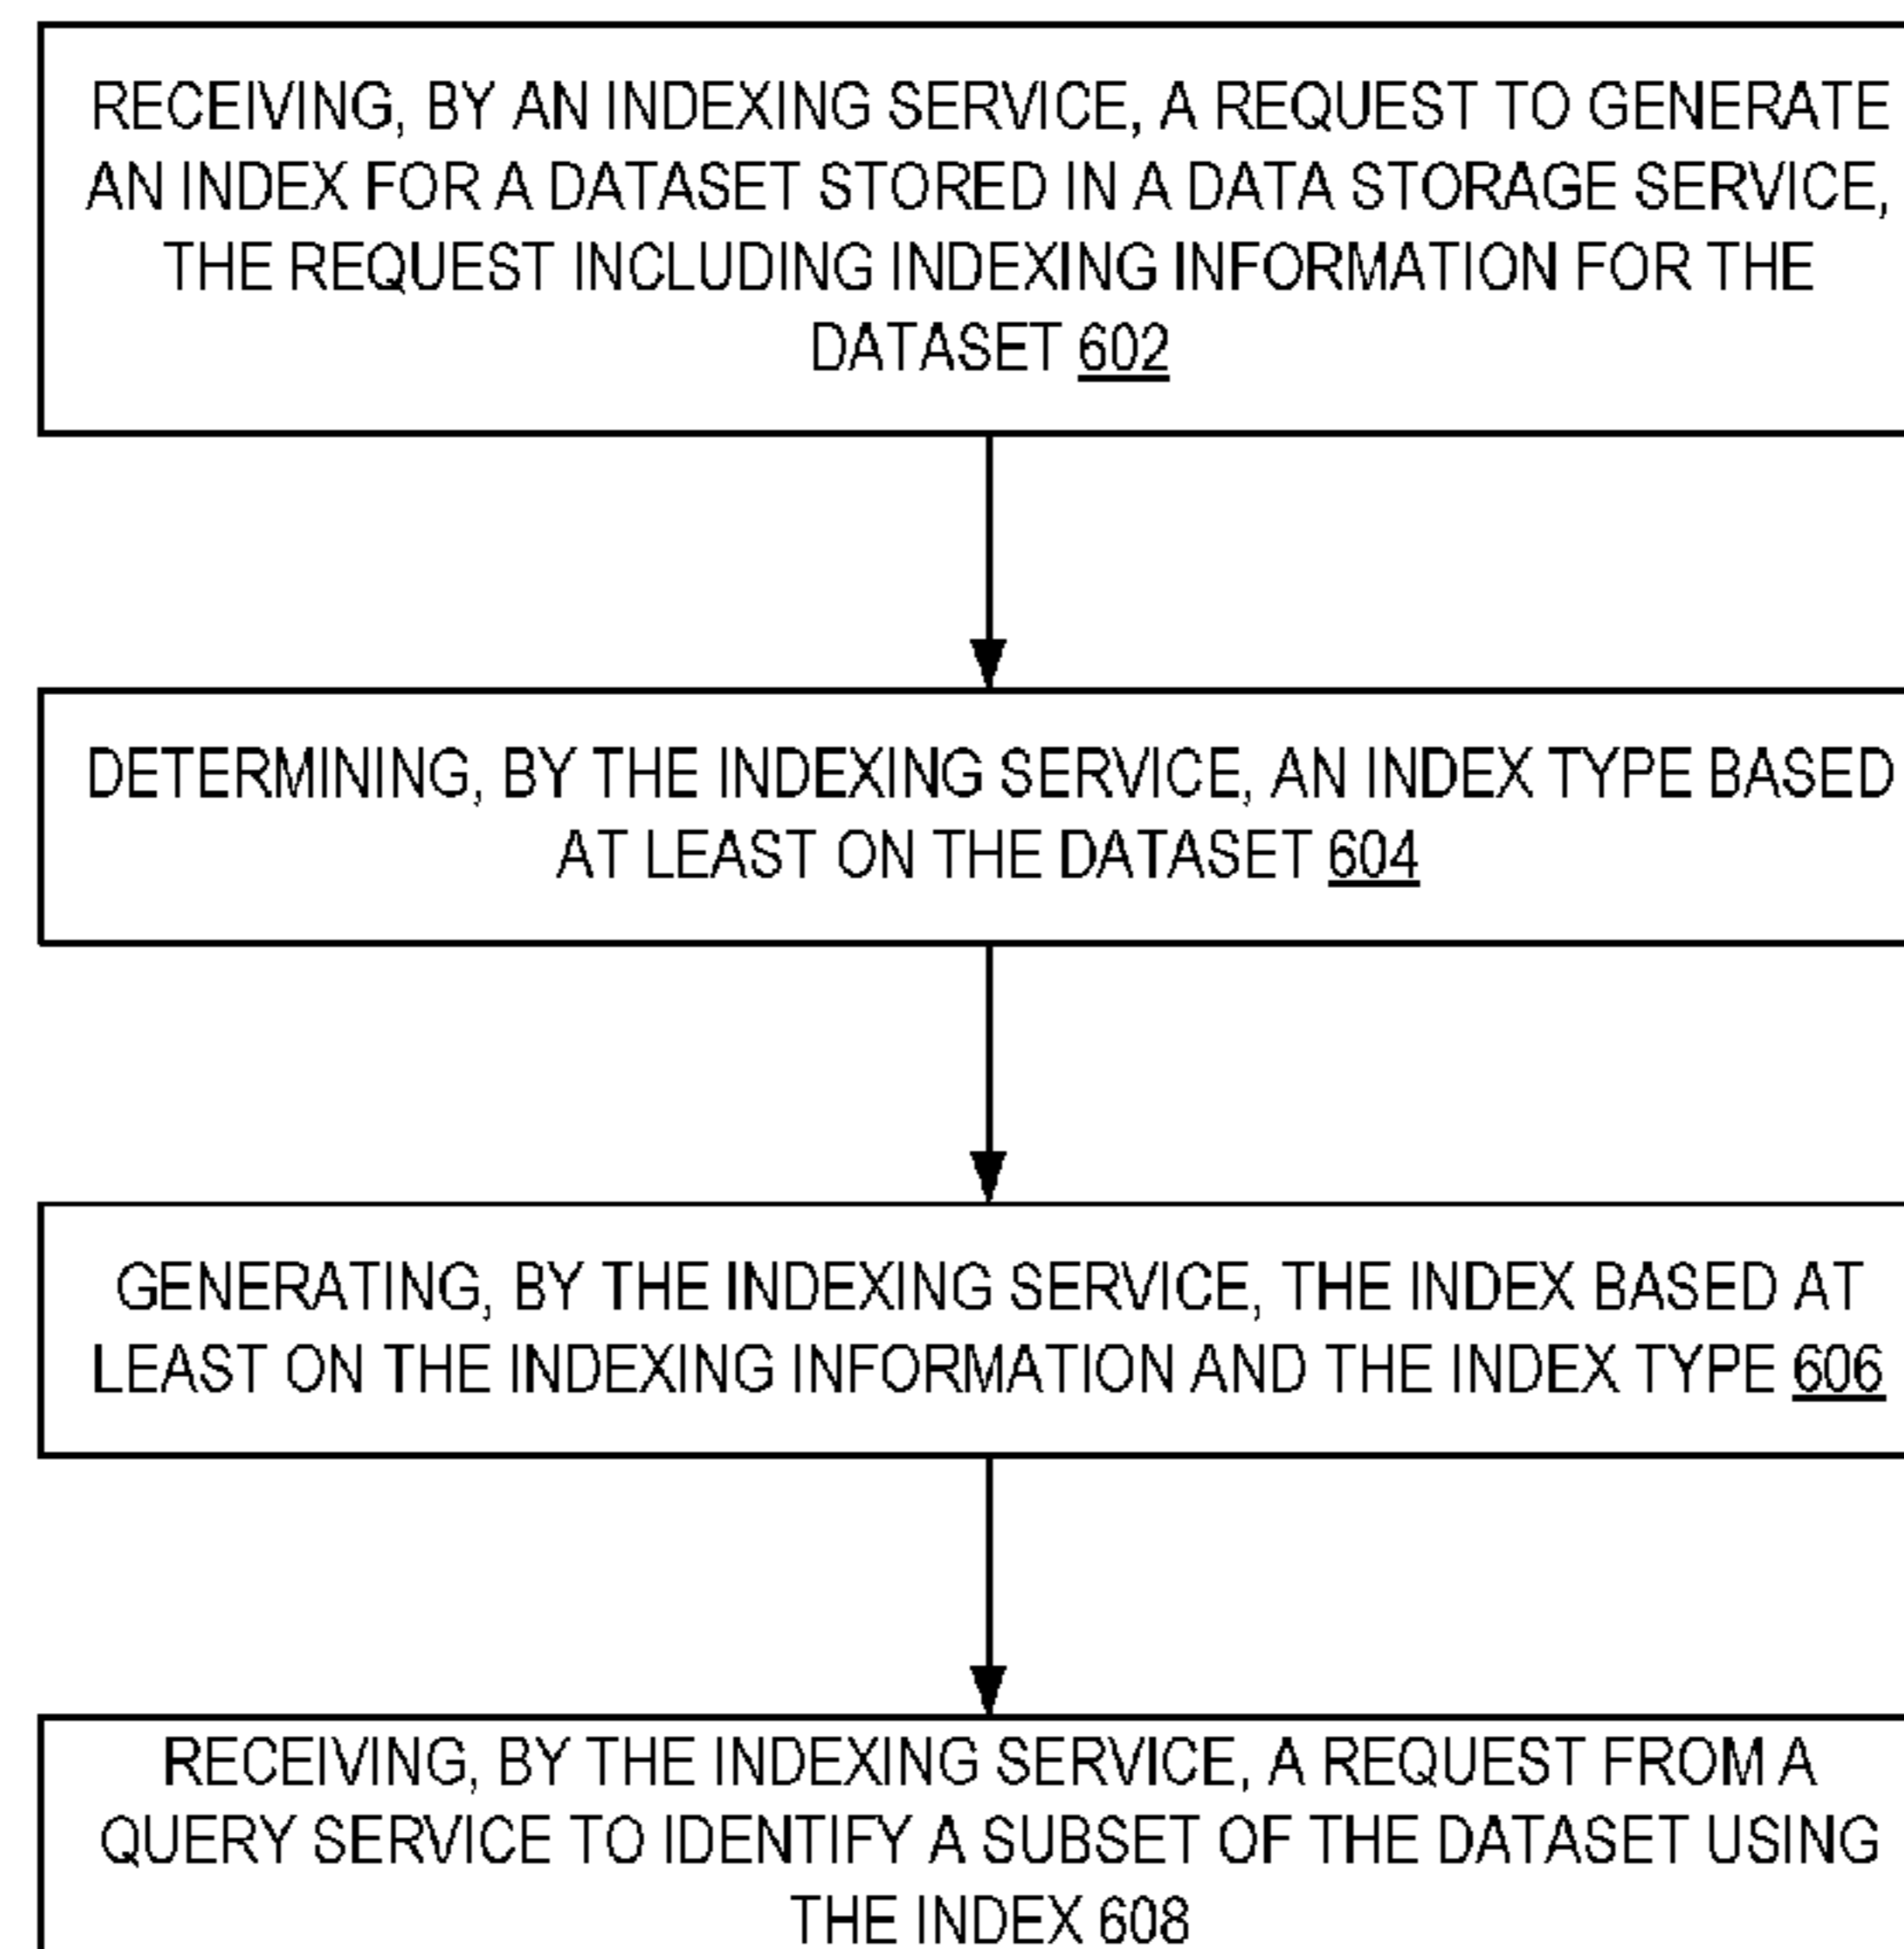 RECEIVING, BY AN INDEXING SERVICE, A REQUEST TO GENERATE
AN INDEX FOR A DATASET STORED IN A DATA STORAGE SERVICE,
THE REQUEST INCLUDING INDEXING INFORMATION FOR THE
DATASET 602
DETERMINING, BY THE INDEXING SERVICE, AN INDEX TYPE BASED
AT LEAST ON THE DATASET 604
GENERATING, BY THE INDEXING SERVICE, THE INDEX BASED AT
LEAST ON THE INDEXING INFORMATION AND THE INDEX TYPE 606
RECEIVING, BY THE INDEXING SERVICE, A REQUEST FROM A
QUERY SERVICE TO IDENTIFY A SUBSET OF THE DATASET USING
THE INDEX 608